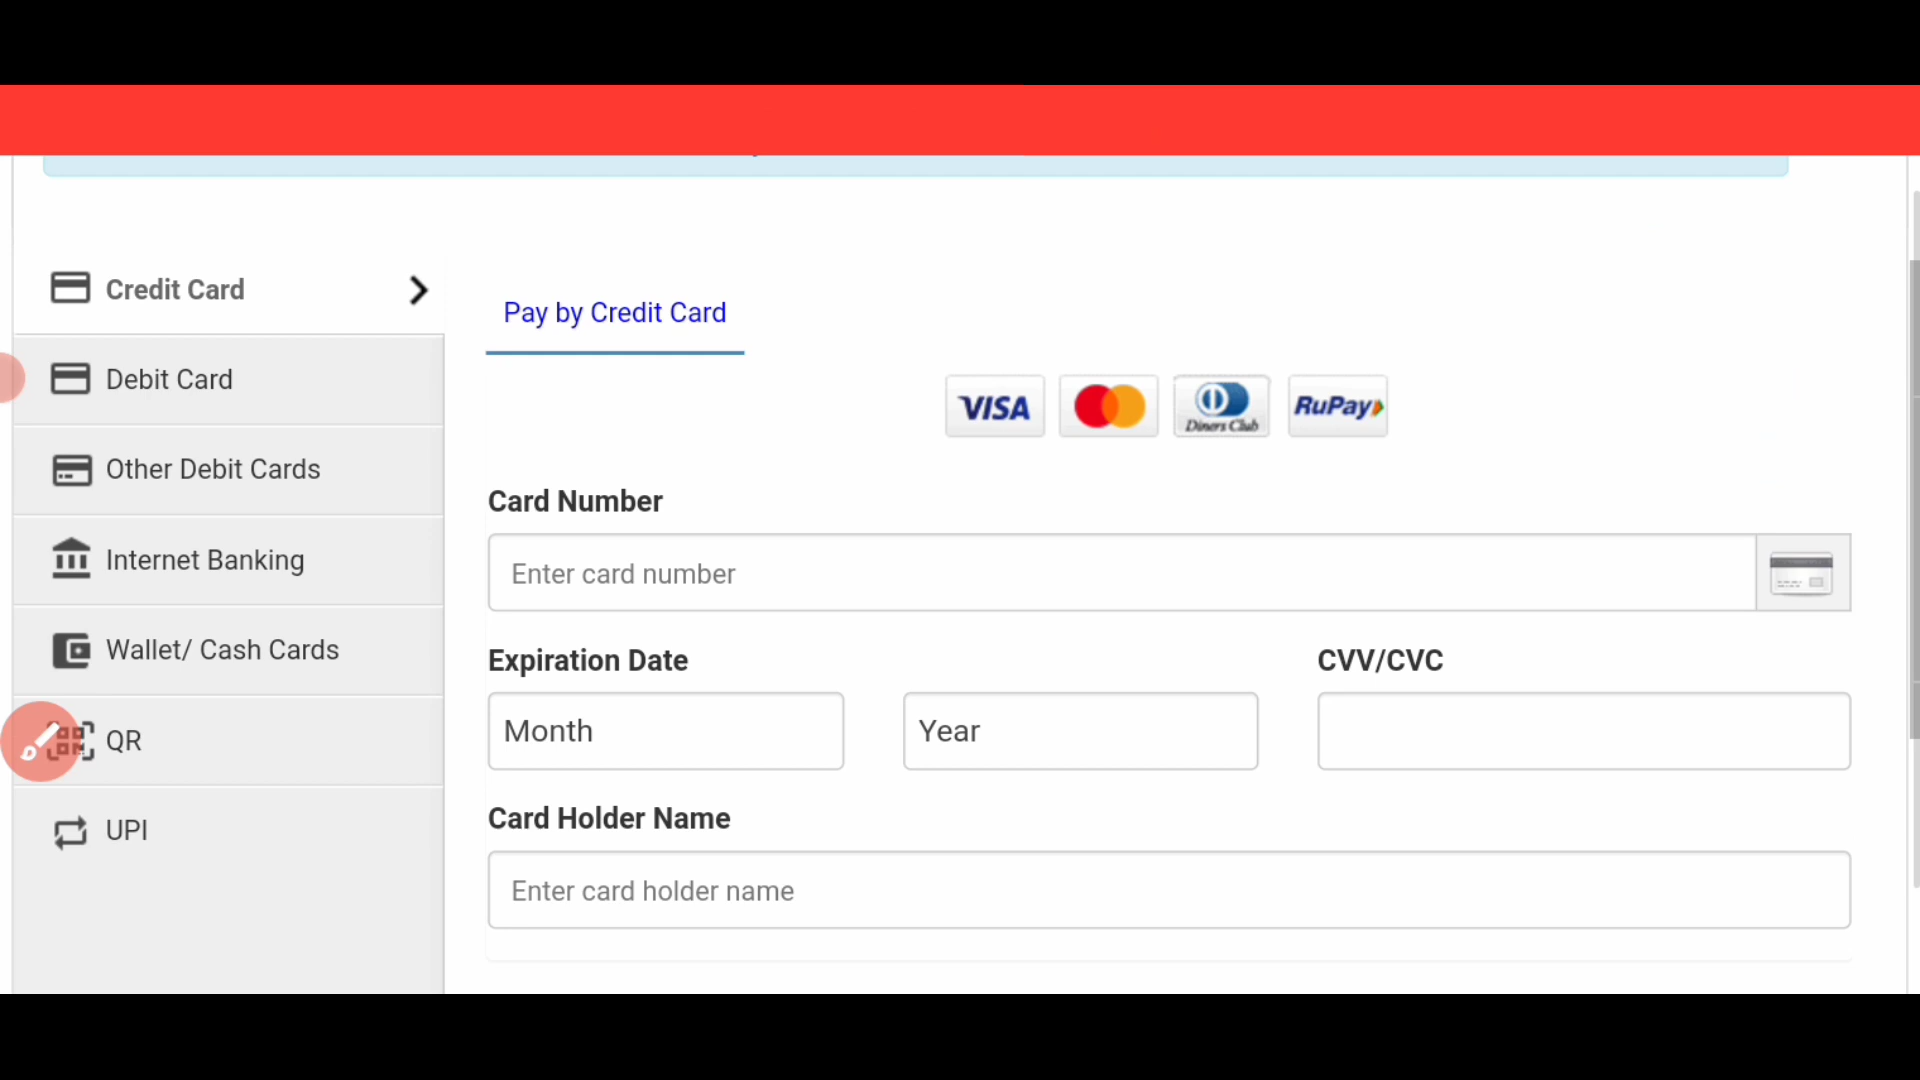 Credit Card
Debit Card
Other Debit Cards
Internet Banking
Wallet/ Cash Cards
QR
UPI
Pay by Credit Card
VISA
Diners Club
RuPay
Card Number
Enter card number
Expiration Date
CVV/CVC
Month
Year
Card Holder Name
Enter card holder name